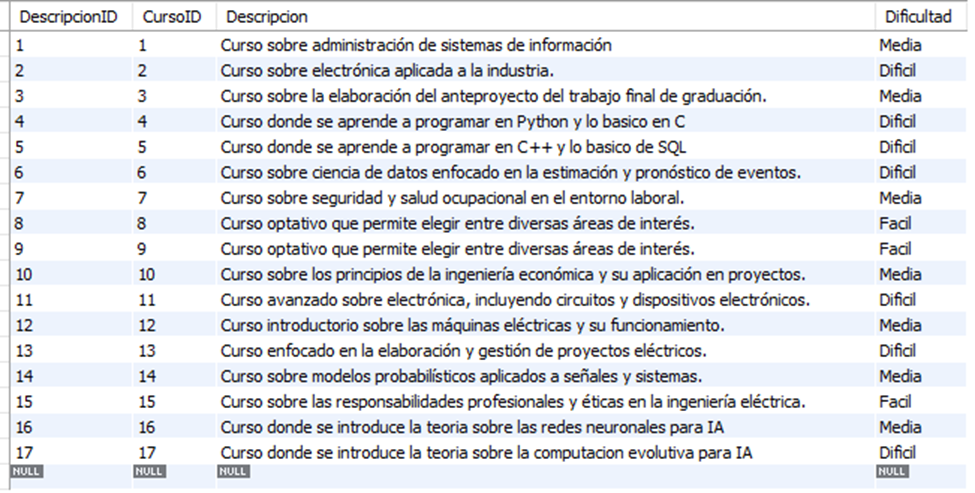 DescripcionID CursoID Descripcion Dificultad
1 1 Curso sobre administración de sistemas de información Media
2 2 Curso sobre electrónica aplicada a la industria. Dificil
3 3 Curso sobre la elaboración del anteproyecto del trabajo final de graduación. Media
4 4 Curso donde se aprende a programar en Python y lo basico en C Dificil
5 5 Curso donde se aprende a programar en C++ y lo basico de SQL Dificil
6 6 Curso sobre ciencia de datos enfocado en la estimación y pronóstico de eventos. Dificil
7 7 Curso sobre seguridad y salud ocupacional en el entorno laboral. Media
8 8 Curso optativo que permite elegir entre diversas áreas de interés. Facil
9 9 Curso optativo que permite elegir entre diversas áreas de interés. Facil
10 10 Curso sobre los principios de la ingeniería económica y su aplicación en proyectos. Media
11 11 Curso avanzado sobre electrónica, incluyendo circuitos y dispositivos electrónicos. Dificil
12 12 Curso introductorio sobre las máquinas eléctricas y su funcionamiento. Media
13 13 Curso enfocado en la elaboración y gestión de proyectos eléctricos. Dificil
14 14 Curso sobre modelos probabilísticos aplicados a señales y sistemas. Media
15 15 Curso sobre las responsabilidades profesionales y éticas en la ingeniería eléctrica. Facil
16 16 Curso donde se introduce la teoria sobre las redes neuronales para IA Media
17 17 Curso donde se introduce la teoria sobre la computacion evolutiva para IA Dificil
NULL NULL NULL NULL